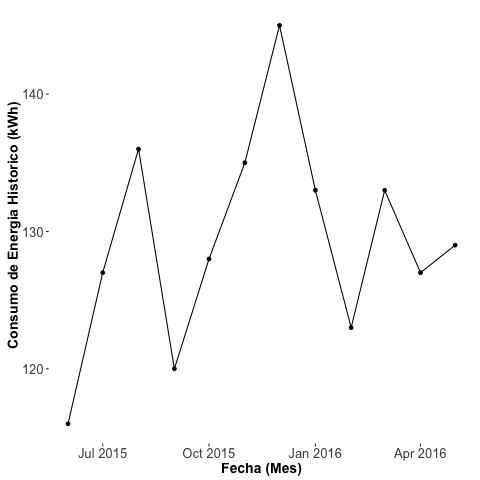 Consumo de Energia Historico (kWh)
140
130
120
Jul 2015 Oct 2015 Jan 2016 Apr 2016
Fecha (Mes)